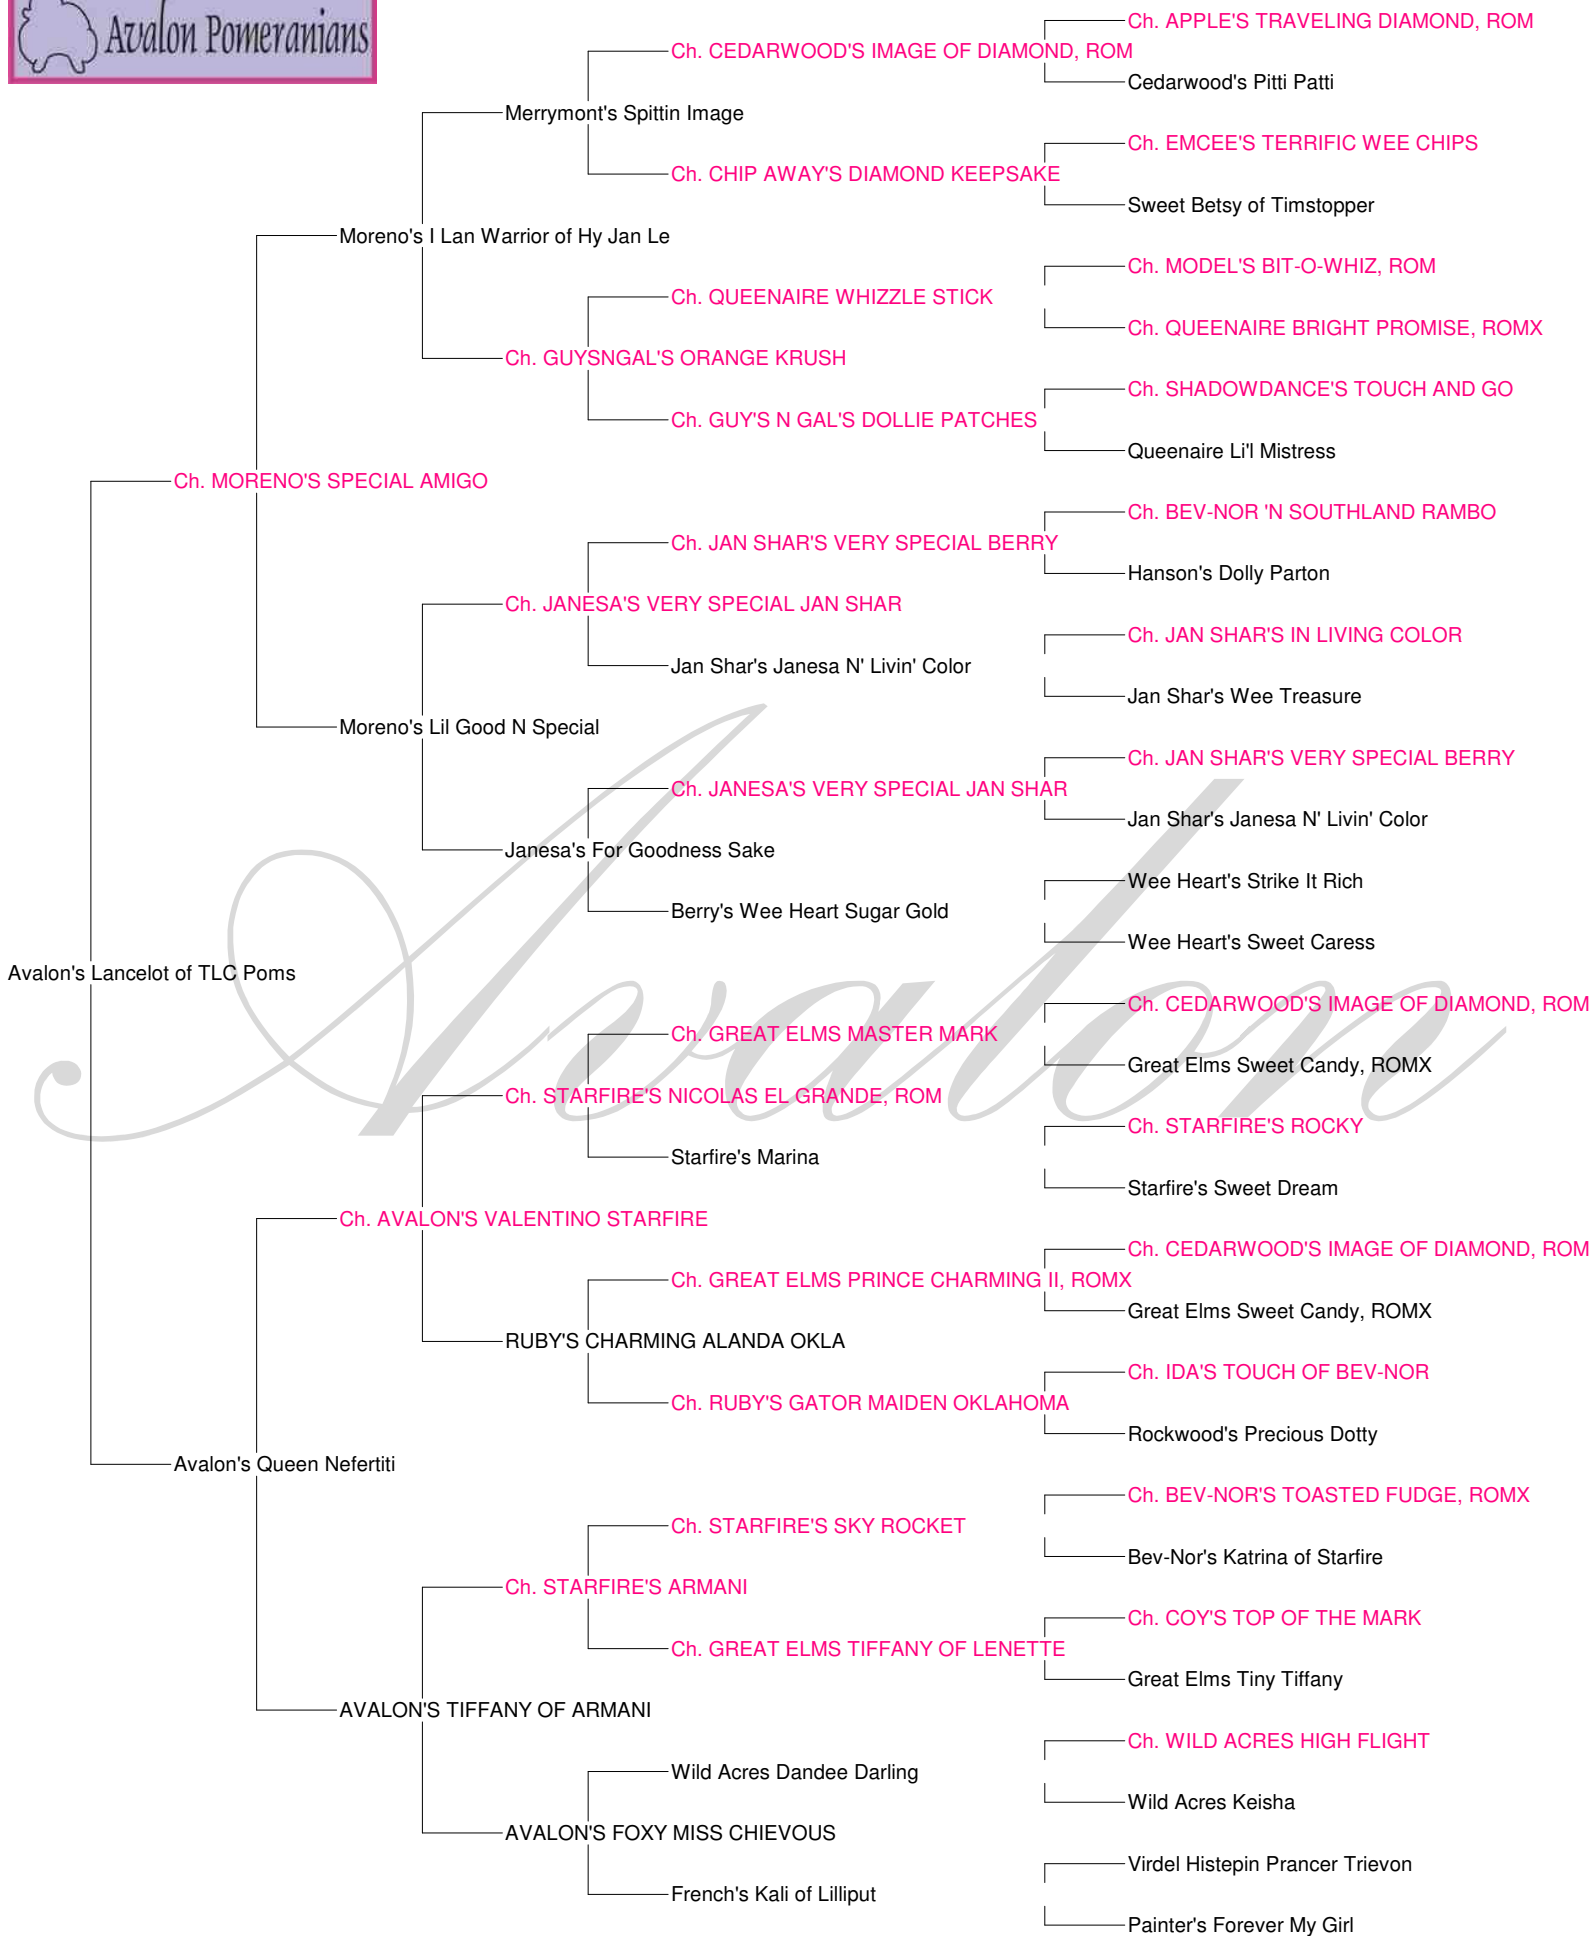 Avalon Pomeranians
Ch. APPLE'S TRAVELING DIAMOND, ROM
Ch. CEDARWOOD'S IMAGE OF DIAMOND, ROM
Cedarwood's Pitti Patti
Merrymont's Spittin Image
Ch. EMCEE'S TERRIFIC WEE CHIPS
Ch. CHIP AWAY'S DIAMOND KEEPSAKE
Sweet Betsy of Timstopper
Moreno's I Lan Warrior of Hy Jan Le
Ch. MODEL'S BIT-O-WHIZ, ROM
Ch. QUEENAIRE WHIZZLE STICK
Ch. QUEENAIRE BRIGHT PROMISE, ROMX
Ch. GUYSNGAL'S ORANGE KRUSH
Ch. SHADOWDANCE'S TOUCH AND GO
Ch. GUY'S N GAL'S DOLLIE PATCHES
Queenaire Li'l Mistress
Ch. MORENO'S SPECIAL AMIGO
Ch. BEV-NOR 'N SOUTHLAND RAMBO
Ch. JAN SHAR'S VERY SPECIAL BERRY
Hanson's Dolly Parton
Ch. JANESA'S VERY SPECIAL JAN SHAR
Ch. JAN SHAR'S IN LIVING COLOR
Jan Shar's Janesa N' Livin' Color
Jan Shar's Wee Treasure
Moreno's Lil Good N Special
Ch. JAN SHAR'S VERY SPECIAL BERRY
Ch. JANESA'S VERY SPECIAL JAN SHAR
Jan Shar's Janesa N' Livin' Color
Janesa's For Goodness Sake
Wee Heart's Strike It Rich
Berry's Wee Heart Sugar Gold
Wee Heart's Sweet Caress
Avalon's Lancelot of TLC Poms
Avalon
Ch. CEDARWOOD'S IMAGE OF DIAMOND, ROM
Ch. GREAT ELMS MASTER MARK
Great Elms Sweet Candy, ROMX
Ch. STARFIRE'S NICOLAS EL GRANDE, ROM
Ch. STARFIRE'S ROCKY
Starfire's Marina
Starfire's Sweet Dream
Ch. AVALON'S VALENTINO STARFIRE
Ch. CEDARWOOD'S IMAGE OF DIAMOND, ROM
Ch. GREAT ELMS PRINCE CHARMING II, ROMX
Great Elms Sweet Candy, ROMX
RUBY'S CHARMING ALANDA OKLA
Ch. IDA'S TOUCH OF BEV-NOR
Ch. RUBY'S GATOR MAIDEN OKLAHOMA
Rockwood's Precious Dotty
Avalon's Queen Nefertiti
Ch. BEV-NOR'S TOASTED FUDGE, ROMX
Ch. STARFIRE'S SKY ROCKET
Bev-Nor's Katrina of Starfire
Ch. STARFIRE'S ARMANI
Ch. COY'S TOP OF THE MARK
Ch. GREAT ELMS TIFFANY OF LENETTE
Great Elms Tiny Tiffany
AVALON'S TIFFANY OF ARMANI
Ch. WILD ACRES HIGH FLIGHT
Wild Acres Dandee Darling
Wild Acres Keisha
AVALON'S FOXY MISS CHIEVOUS
Virdel Histepin Prancer Trievon
French's Kali of Lilliput
Painter's Forever My Girl